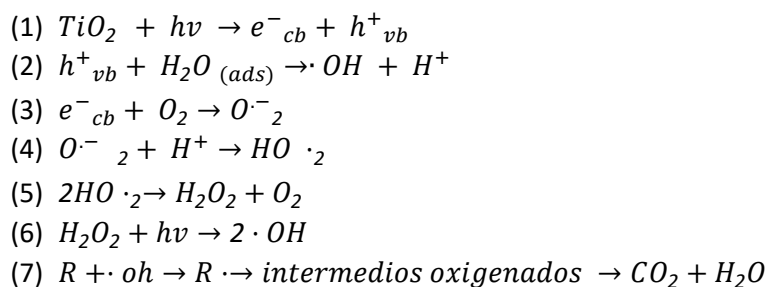 (1) TiO₂ + hv → e⁻cb + h⁺vb
(2) h⁺vb + H₂O (ads) →· OH + H⁺
(3) e⁻cb + O₂ → O·⁻₂
(4) O·⁻ ₂ + H⁺ → HO ·₂
(5) 2HO ·₂→ H₂O₂ + O₂
(6) H₂O₂ + hv → 2 · OH
(7) R +· oh → R ·→ intermedios oxigenados → CO₂ + H₂O